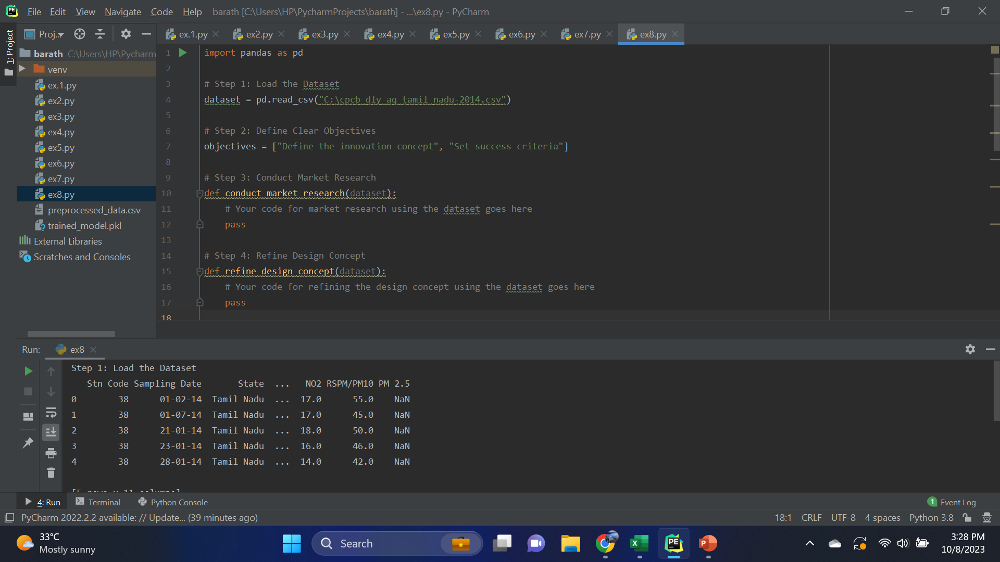 PE File Edit View Navigate Code Help barath [C:\Users\HP\PycharmProjects\barath] - ...\ex8.py - PyCharm
1: Project
Proj...
ex.1.py ex2.py ex3.py ex4.py ex5.py ex6.py ex7.py ex8.py
barath C:\Users\HP\Pycharm
venv
ex.1.py
ex2.py
ex3.py
ex4.py
ex5.py
ex6.py
ex7.py
ex8.py
preprocessed_data.csv
trained_model.pkl
External Libraries
Scratches and Consoles
1 import pandas as pd
2
3 # Step 1: Load the Dataset
4 dataset = pd.read_csv("C:\cpcb_dly_aq_tamil_nadu-2014.csv")
5
6 # Step 2: Define Clear Objectives
7 objectives = ["Define the innovation concept", "Set success criteria"]
8
9 # Step 3: Conduct Market Research
10 def conduct_market_research(dataset):
11 # Your code for market research using the dataset goes here
12 pass
13
14 # Step 4: Refine Design Concept
15 def refine_design_concept(dataset):
16 # Your code for refining the design concept using the dataset goes here
17 pass
18
Run: ex8
Step 1: Load the Dataset
Stn Code Sampling Date State ... NO2 RSPM/PM10 PM 2.5
0 38 01-02-14 Tamil Nadu ... 17.0 55.0 NaN
1 38 01-07-14 Tamil Nadu ... 17.0 45.0 NaN
2 38 21-01-14 Tamil Nadu ... 18.0 50.0 NaN
3 38 23-01-14 Tamil Nadu ... 16.0 46.0 NaN
4 38 28-01-14 Tamil Nadu ... 14.0 42.0 NaN
[5 rows x 11 columns]
4: Run Terminal Python Console 1 Event Log
PyCharm 2022.2.2 available: // Update... (39 minutes ago) 18:1 CRLF UTF-8 4 spaces Python 3.8
33°C
Mostly sunny
Search
X
PE
P
3:28 PM
10/8/2023